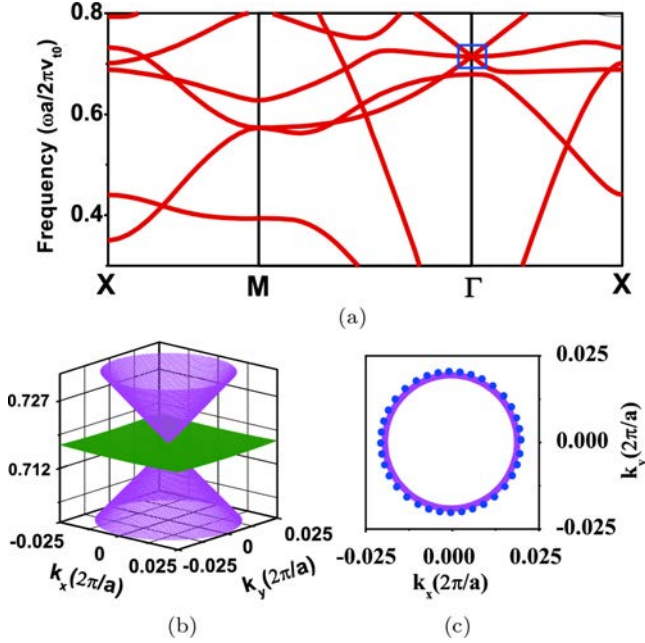 Frequency (ωa/2πv_t0)
0.8
0.6
0.4
X M Γ X
(a)
0.727
0.712
-0.025 0 0.025 -0.025 0 0.025
k_x(2π/a) k_y(2π/a)
(b)
0.025
0.000
-0.025
k_y(2π/a)
-0.025 0.000 0.025
k_x(2π/a)
(c)